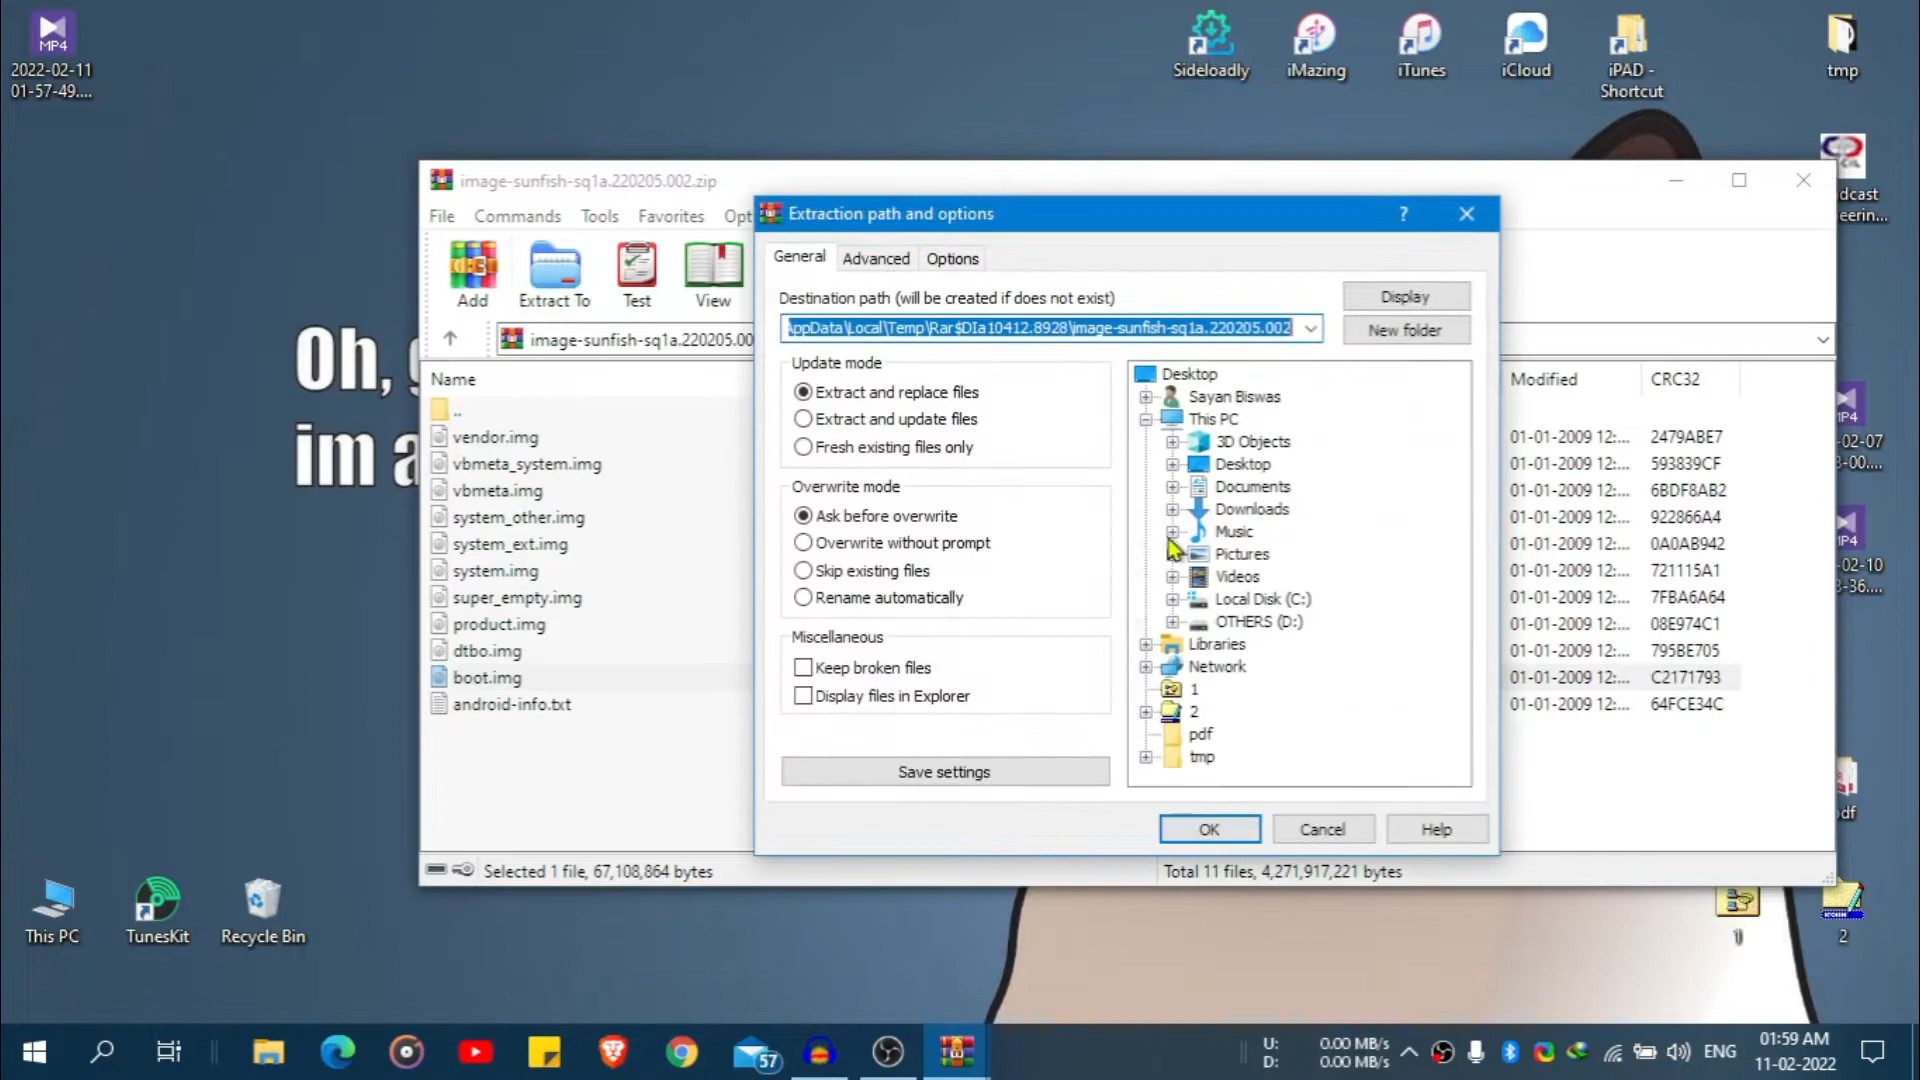 MP4
2022-02-11
01-57-49....
Sideloadly
iMazing
iTunes
iCloud
iPAD -
Shortcut
tmp
image-sunfish-sq1a.220205.002.zip
File Commands Tools Favorites Opt
Add
Extract To
Test
View
image-sunfish-sq1a.220205.00
Oh,
im a
Name
Modified
CRC32
..
vendor.img
01-01-2009 12:... 2479ABE7
vbmeta_system.img
01-01-2009 12:... 593839CF
vbmeta.img
01-01-2009 12:... 6BDF8AB2
system_other.img
01-01-2009 12:... 922866A4
system_ext.img
01-01-2009 12:... 0A0AB942
system.img
01-01-2009 12:... 721115A1
super_empty.img
01-01-2009 12:... 7FBA6A64
product.img
01-01-2009 12:... 08E974C1
dtbo.img
01-01-2009 12:... 795BE705
boot.img
01-01-2009 12:... C2171793
android-info.txt
01-01-2009 12:... 64FCE34C
Selected 1 file, 67,108,864 bytes
Total 11 files, 4,271,917,221 bytes
Extraction path and options
?
General Advanced Options
Destination path (will be created if does not exist)
AppData\Local\Temp\Rar$DIa10412.8928\image-sunfish-sq1a.220205.002
Display
New folder
Update mode
Extract and replace files
Extract and update files
Fresh existing files only
Overwrite mode
Ask before overwrite
Overwrite without prompt
Skip existing files
Rename automatically
Miscellaneous
Keep broken files
Display files in Explorer
Save settings
Desktop
Sayan Biswas
This PC
3D Objects
Desktop
Documents
Downloads
Music
Pictures
Videos
Local Disk (C:)
OTHERS (D:)
Libraries
Network
1
2
pdf
tmp
OK
Cancel
Help
dcast
eerin...
-02-07
-00....
-02-10
-36....
df
This PC
TunesKit
Recycle Bin
1
2
57
U: 0.00 MB/s
D: 0.00 MB/s
ENG
01:59 AM
11-02-2022